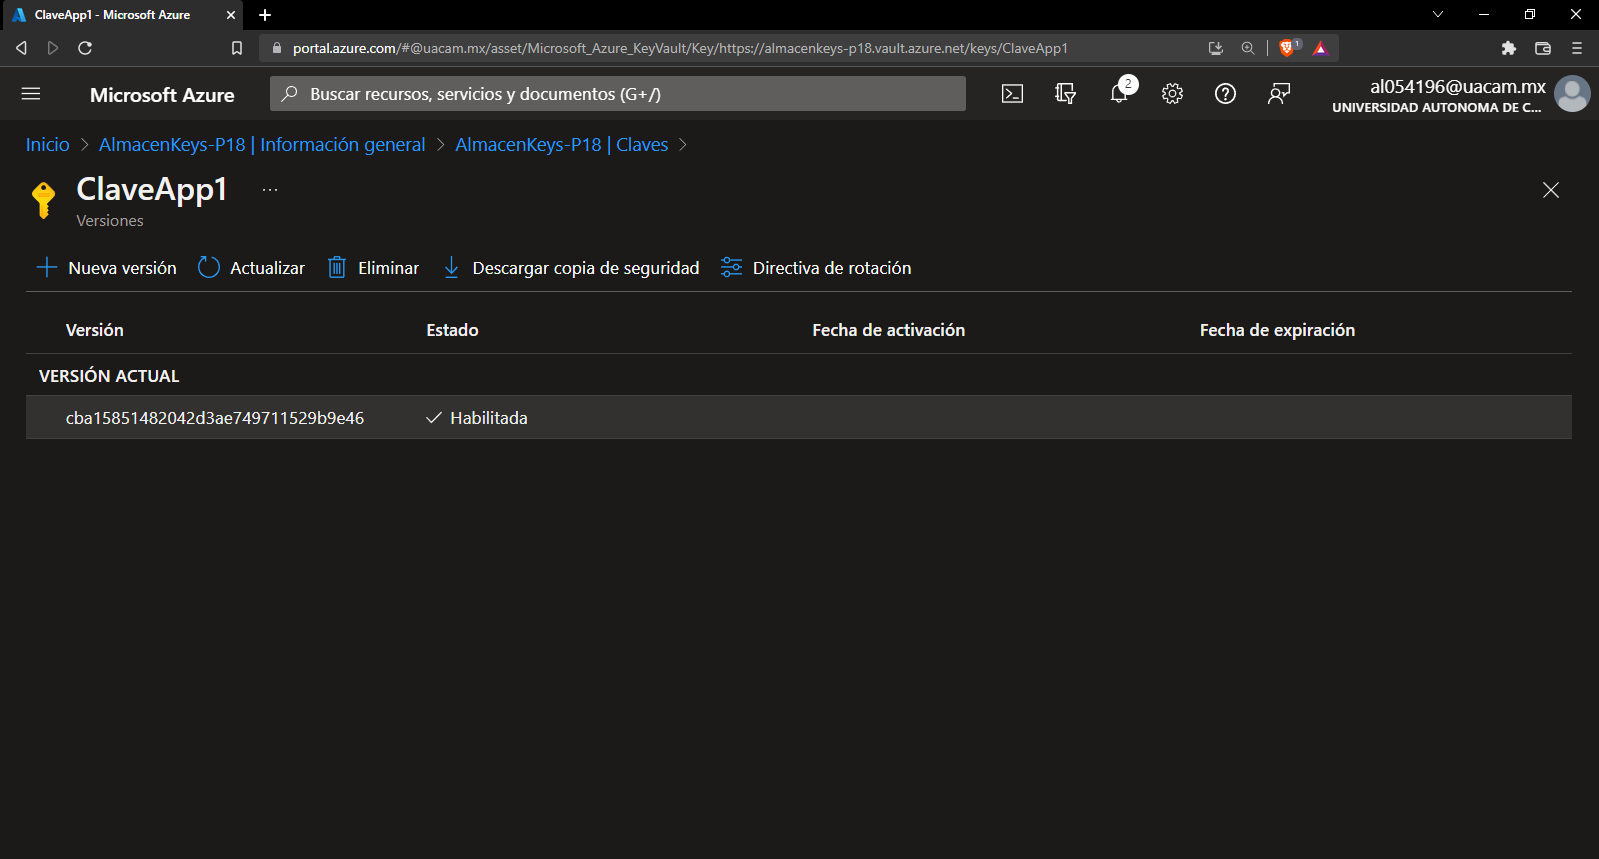 ClaveApp1 - Microsoft Azure
portal.azure.com/#@uacam.mx/asset/Microsoft_Azure_KeyVault/Key/https://almacenkeys-p18.vault.azure.net/keys/ClaveApp1
1
Microsoft Azure
Buscar recursos, servicios y documentos (G+/)
2
al054196@uacam.mx
UNIVERSIDAD AUTONOMA DE C...
Inicio > AlmacenKeys-P18 | Información general > AlmacenKeys-P18 | Claves >
ClaveApp1 ...
Versiones
Nueva versión Actualizar Eliminar Descargar copia de seguridad Directiva de rotación
Versión Estado Fecha de activación Fecha de expiración
VERSIÓN ACTUAL
cba15851482042d3ae749711529b9e46 Habilitada